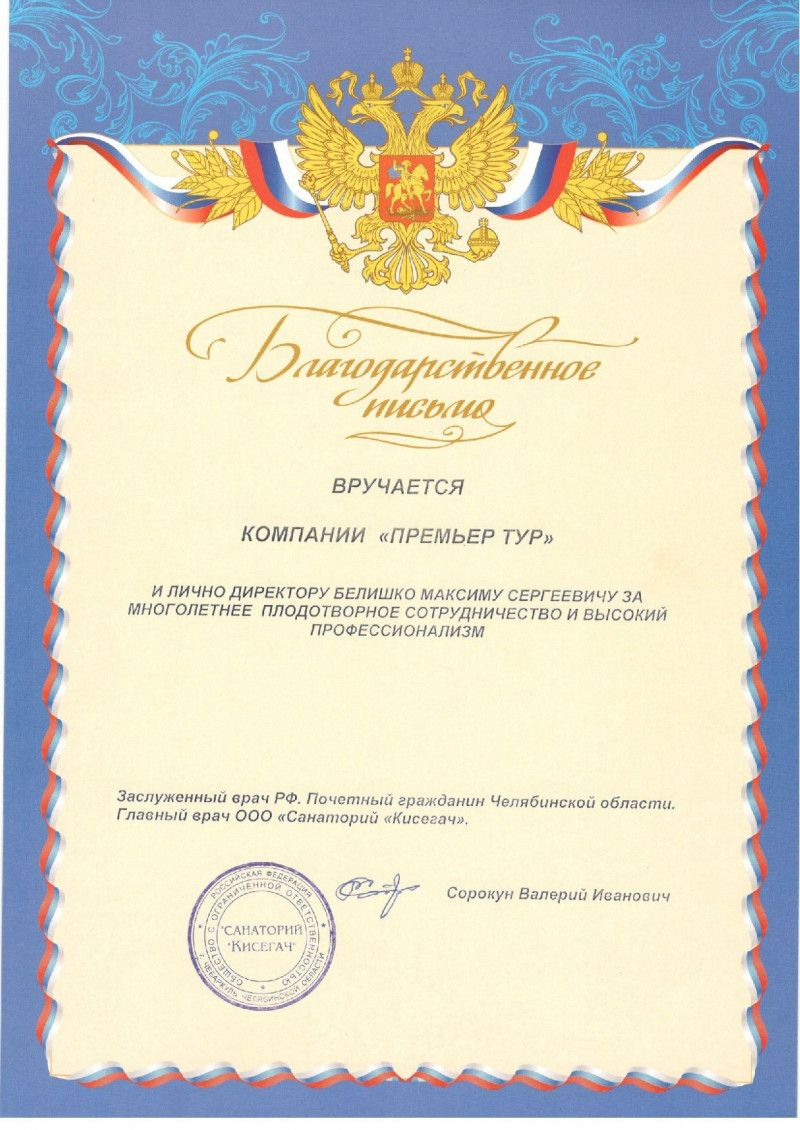 Благодарственное
письмо
ВРУЧАЕТСЯ
КОМПАНИИ «ПРЕМЬЕР ТУР»
И ЛИЧНО ДИРЕКТОРУ БЕЛИШКО МАКСИМУ СЕРГЕЕВИЧУ ЗА
МНОГОЛЕТНЕЕ ПЛОДОТВОРНОЕ СОТРУДНИЧЕСТВО И ВЫСОКИЙ
ПРОФЕССИОНАЛИЗМ
Заслуженный врач РФ. Почетный гражданин Челябинской области.
Главный врач ООО «Санаторий «Кисегач».
Сорокун Валерий Иванович
РОССИЙСКАЯ ФЕДЕРАЦИЯ
ОБЩЕСТВО С ОГРАНИЧЕННОЙ ОТВЕТСТВЕННОСТЬЮ
"САНАТОРИЙ
"КИСЕГАЧ"
г. ЧЕБАРКУЛЬ ЧЕЛЯБИНСКОЙ ОБЛАСТИ